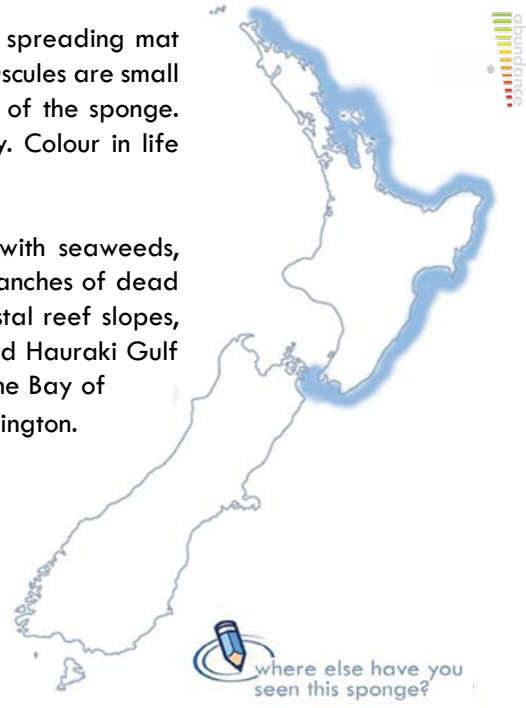 spreading mat
scules are small
of the sponge.
. Colour in life
with seaweeds,
anches of dead
stal reef slopes,
d Hauraki Gulf
ne Bay of
ington.
abundance
where else have you
seen this sponge?